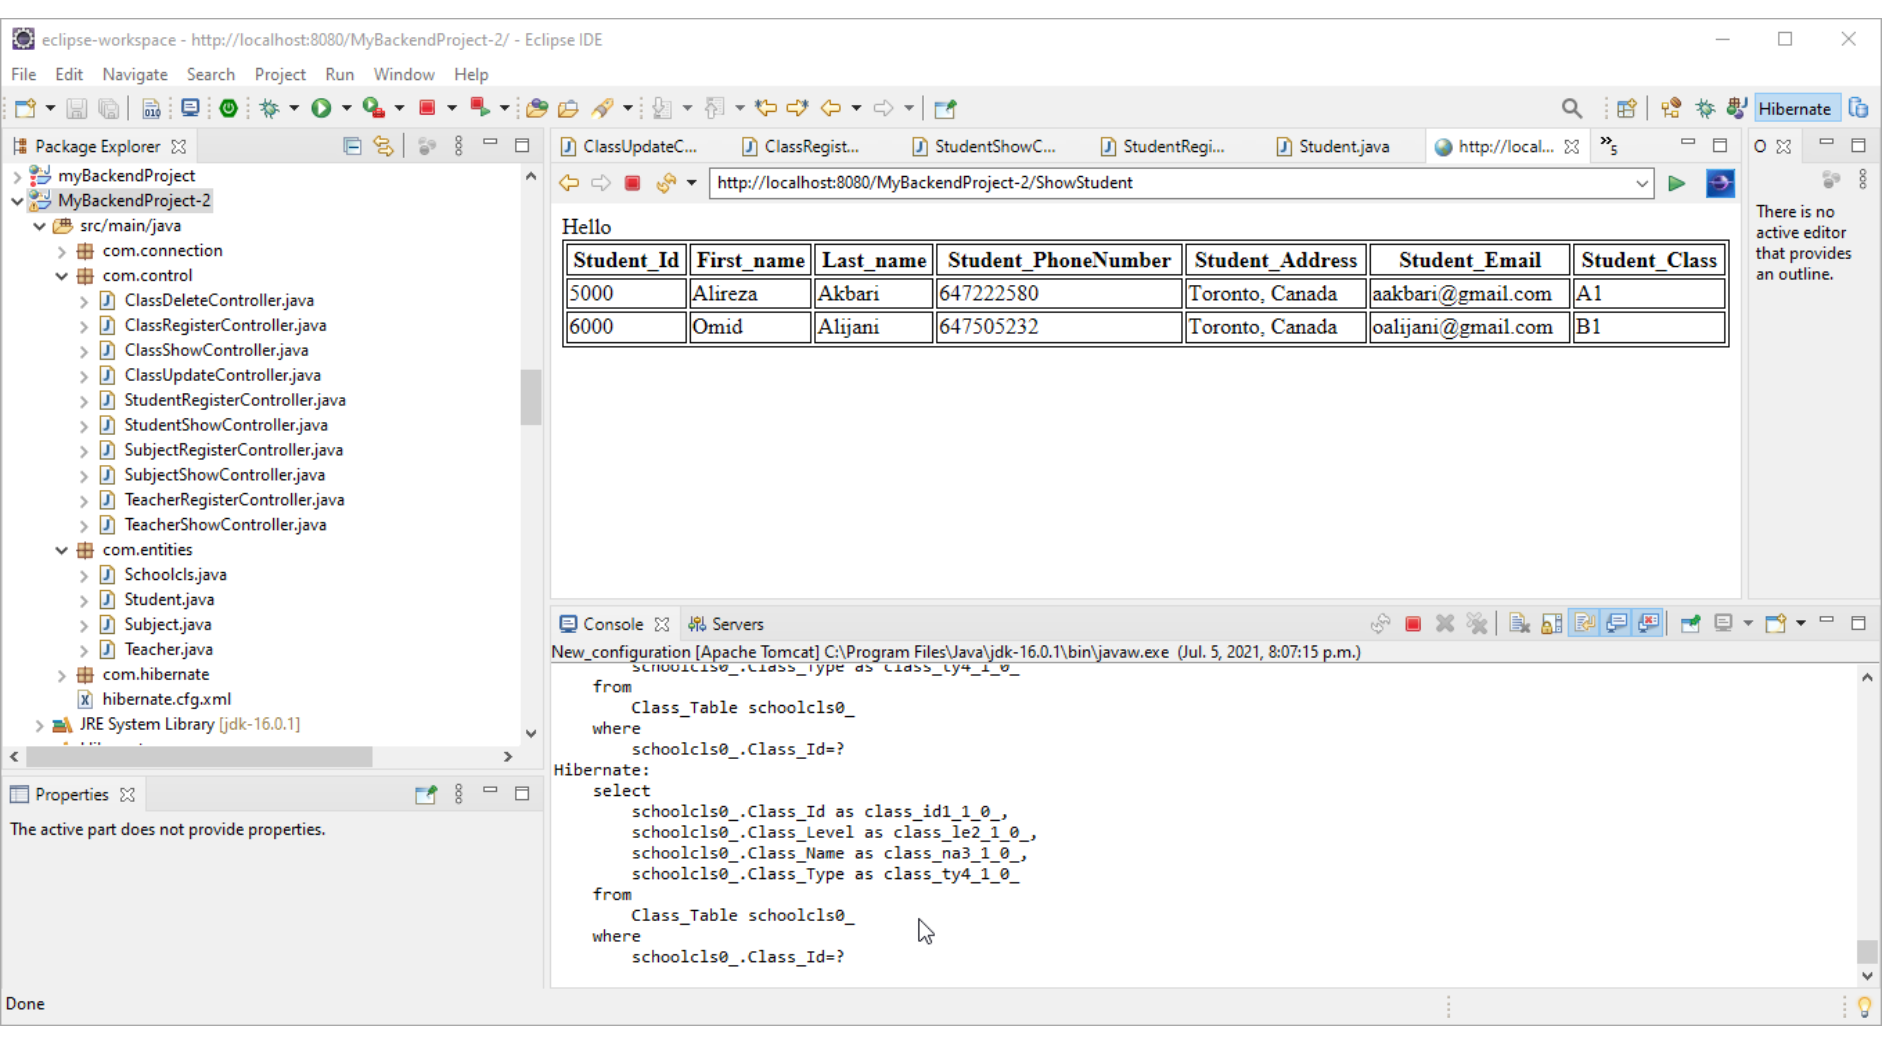 eclipse-workspace - http://localhost:8080/MyBackendProject-2/ - Eclipse IDE
File Edit Navigate Search Project Run Window Help
Hibernate
Package Explorer
myBackendProject
MyBackendProject-2
src/main/java
com.connection
com.control
ClassDeleteController.java
ClassRegisterController.java
ClassShowController.java
ClassUpdateController.java
StudentRegisterController.java
StudentShowController.java
SubjectRegisterController.java
SubjectShowController.java
TeacherRegisterController.java
TeacherShowController.java
com.entities
Schoolcls.java
Student.java
Subject.java
Teacher.java
com.hibernate
hibernate.cfg.xml
JRE System Library [jdk-16.0.1]
Properties
The active part does not provide properties.
ClassUpdateC... ClassRegist... StudentShowC... StudentRegi... Student.java http://local... »5
http://localhost:8080/MyBackendProject-2/ShowStudent
Hello
Student_Id First_name Last_name Student_PhoneNumber Student_Address Student_Email Student_Class
5000 Alireza Akbari 647222580 Toronto, Canada aakbari@gmail.com A1
6000 Omid Alijani 647505232 Toronto, Canada oalijani@gmail.com B1
O
There is no
active editor
that provides
an outline.
Console Servers
New_configuration [Apache Tomcat] C:\Program Files\Java\jdk-16.0.1\bin\javaw.exe (Jul. 5, 2021, 8:07:15 p.m.)
schoolcls0_.Class_Type as class_ty4_1_0_
from
Class_Table schoolcls0_
where
schoolcls0_.Class_Id=?
Hibernate:
select
schoolcls0_.Class_Id as class_id1_1_0_,
schoolcls0_.Class_Level as class_le2_1_0_,
schoolcls0_.Class_Name as class_na3_1_0_,
schoolcls0_.Class_Type as class_ty4_1_0_
from
Class_Table schoolcls0_
where
schoolcls0_.Class_Id=?
Done